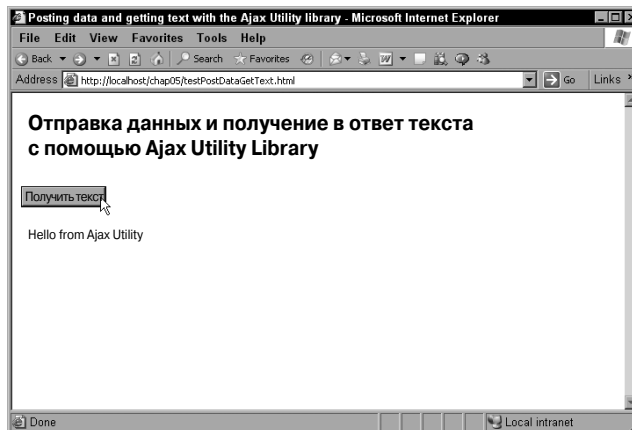 Posting data and getting text with the Ajax Utility library - Microsoft Internet Explorer
File Edit View Favorites Tools Help
Back Search Favorites
Address http://localhost/chap05/testPostDataGetText.html Go Links
Отправка данных и получение в ответ текста
с помощью Ajax Utility Library
Получить текст
Hello from Ajax Utility
Done Local intranet